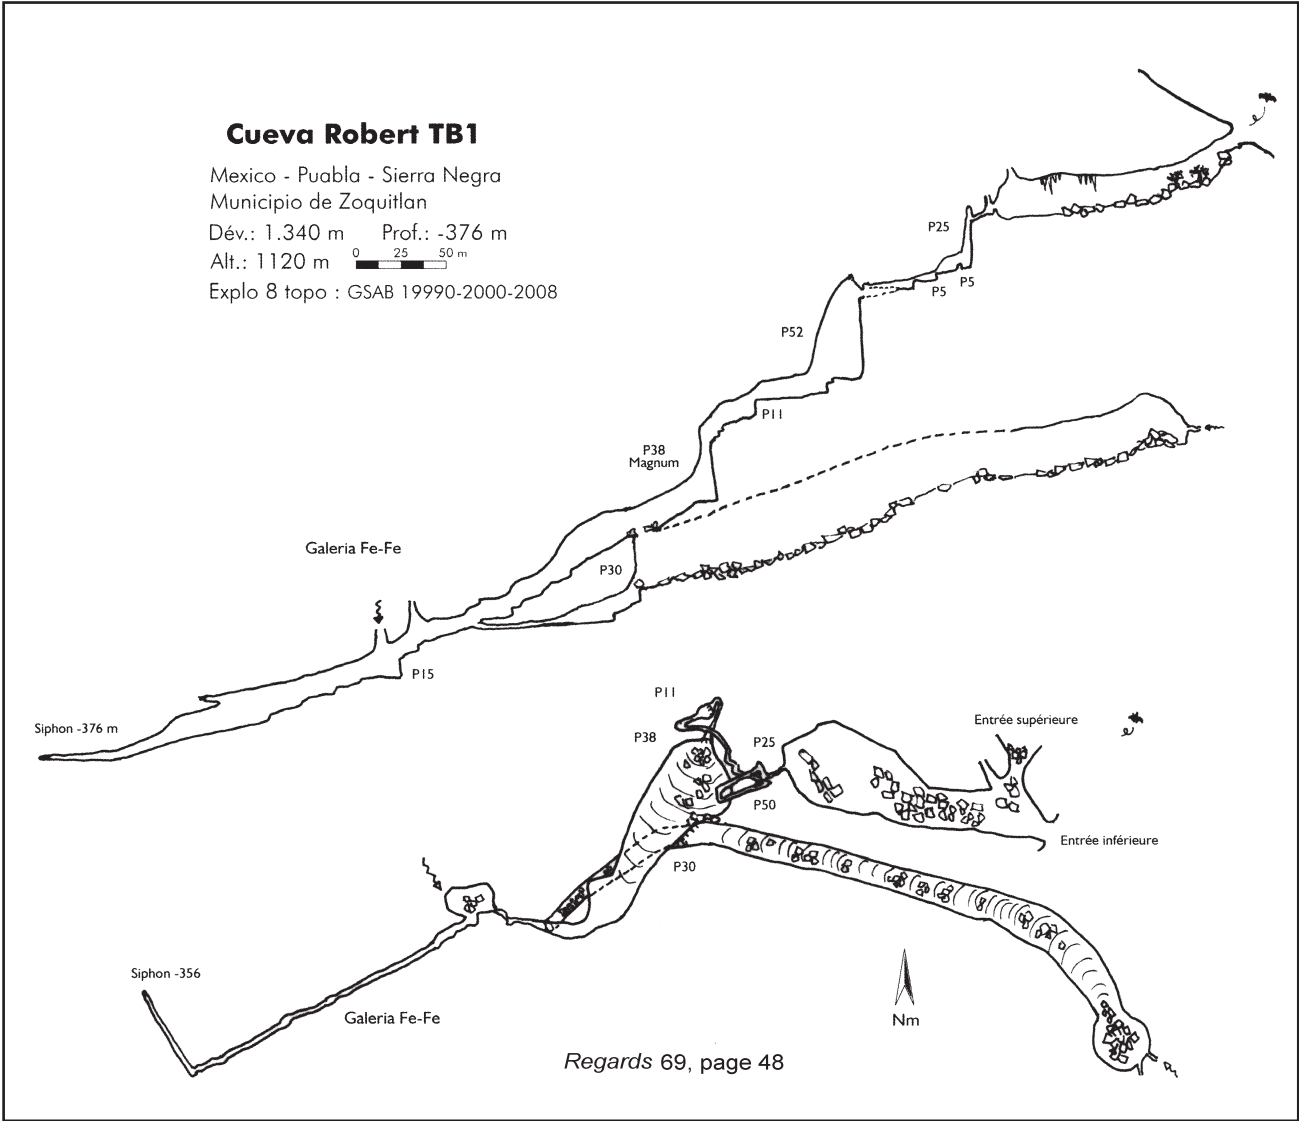 Cueva Robert TB1
Mexico - Puabla - Sierra Negra
Municipio de Zoquitlan
Dév.: 1.340 m Prof.: -376 m
Alt.: 1120 m 0 25 50 m
Explo 8 topo : GSAB 19990-2000-2008
P25
P5
P5
P52
P11
P38
Magnum
Galeria Fe-Fe
P30
P15
Siphon -376 m
P11
P38
P25
Entrée supérieure
P50
Entrée inférieure
P30
Siphon -356
Galeria Fe-Fe
Nm
Regards 69, page 48